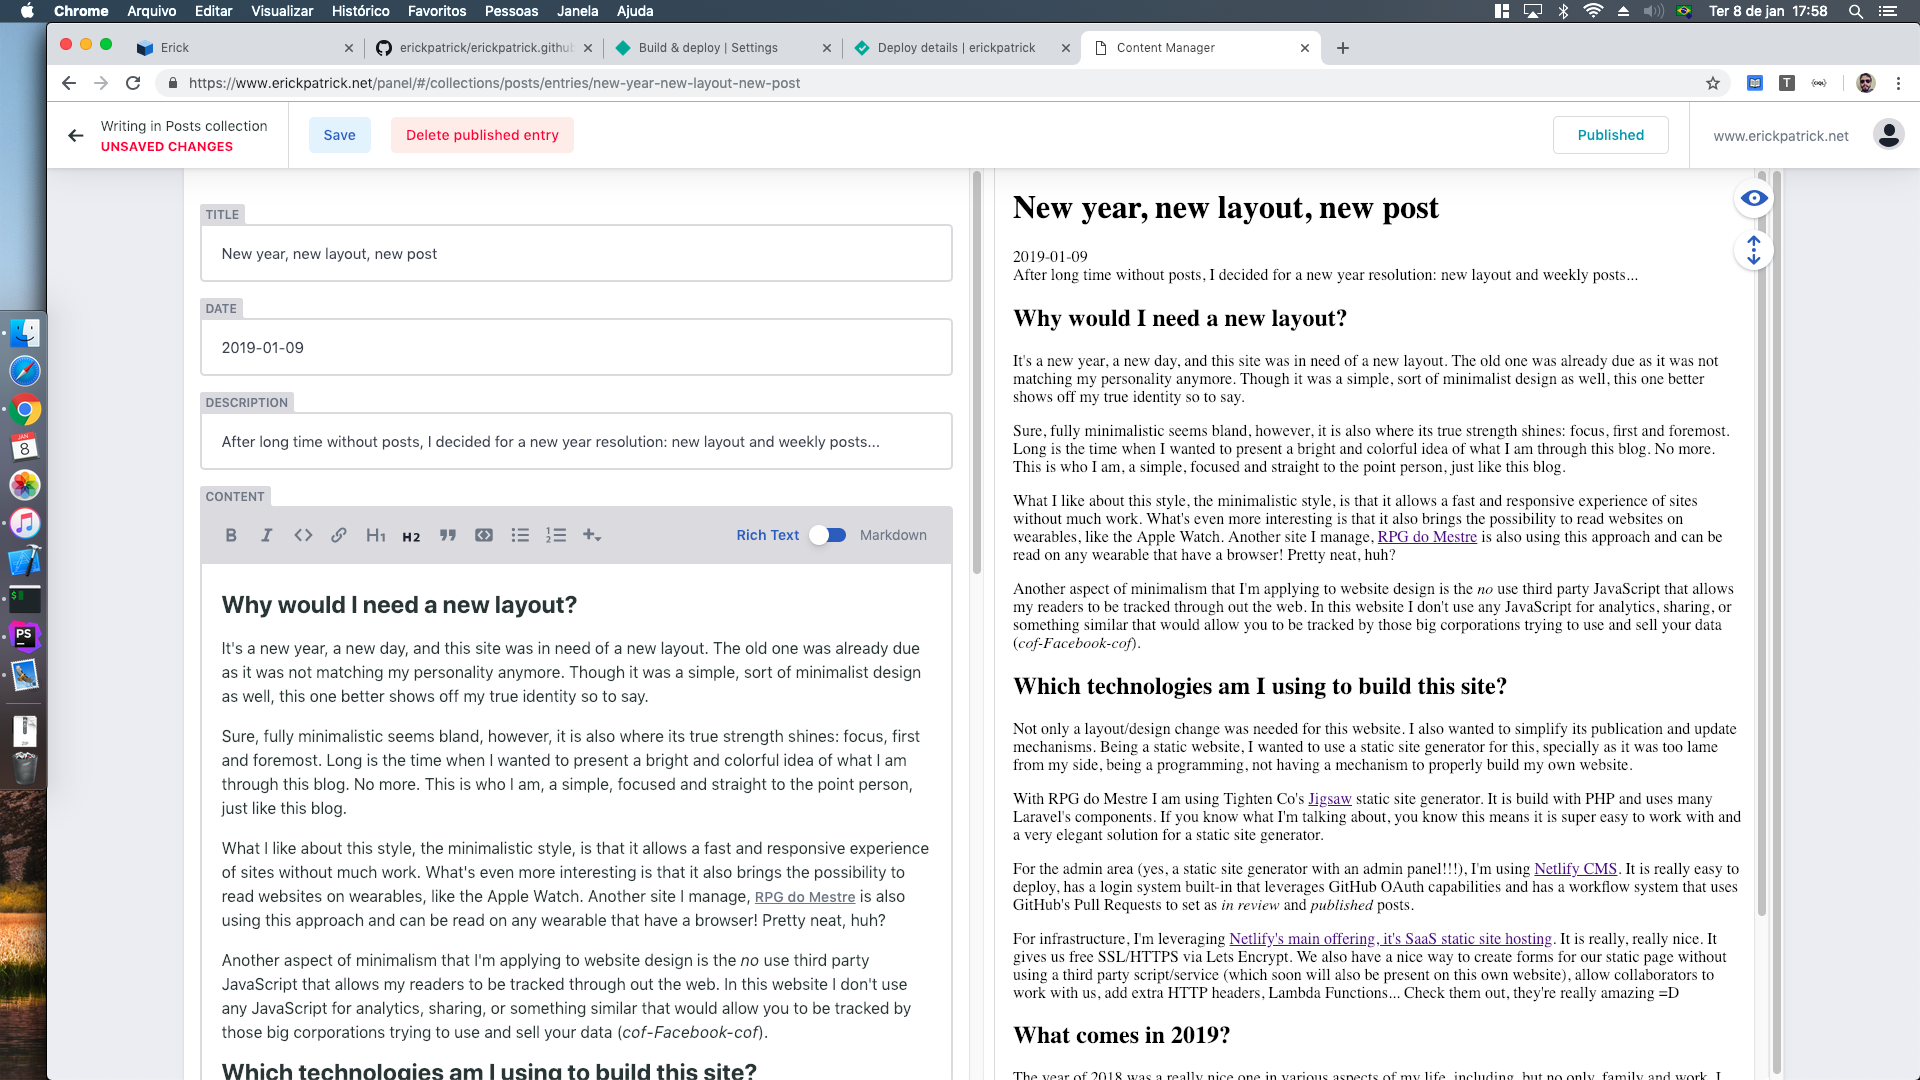 Chrome Arquivo Editar Visualizar Histórico Favoritos Pessoas Janela Ajuda Ter 8 de jan 17:58
Erick
erickpatrick/erickpatrick.github
Build & deploy | Settings
Deploy details | erickpatrick
Content Manager
https://www.erickpatrick.net/panel/#/collections/posts/entries/new-year-new-layout-new-post
Writing in Posts collection
UNSAVED CHANGES
Save
Delete published entry
Published
www.erickpatrick.net
TITLE
New year, new layout, new post
DATE
2019-01-09
DESCRIPTION
After long time without posts, I decided for a new year resolution: new layout and weekly posts...
CONTENT
B I H1 H2 Rich Text Markdown
Why would I need a new layout?
It's a new year, a new day, and this site was in need of a new layout. The old one was already due
as it was not matching my personality anymore. Though it was a simple, sort of minimalist design
as well, this one better shows off my true identity so to say.
Sure, fully minimalistic seems bland, however, it is also where its true strength shines: focus, first
and foremost. Long is the time when I wanted to present a bright and colorful idea of what I am
through this blog. No more. This is who I am, a simple, focused and straight to the point person,
just like this blog.
What I like about this style, the minimalistic style, is that it allows a fast and responsive experience
of sites without much work. What's even more interesting is that it also brings the possibility to
read websites on wearables, like the Apple Watch. Another site I manage, RPG do Mestre is also
using this approach and can be read on any wearable that have a browser! Pretty neat, huh?
Another aspect of minimalism that I'm applying to website design is the no use third party
JavaScript that allows my readers to be tracked through out the web. In this website I don't use
any JavaScript for analytics, sharing, or something similar that would allow you to be tracked by
those big corporations trying to use and sell your data (cof-Facebook-cof).
Which technologies am I using to build this site?
New year, new layout, new post
2019-01-09
After long time without posts, I decided for a new year resolution: new layout and weekly posts...
Why would I need a new layout?
It's a new year, a new day, and this site was in need of a new layout. The old one was already due as it was not
matching my personality anymore. Though it was a simple, sort of minimalist design as well, this one better
shows off my true identity so to say.
Sure, fully minimalistic seems bland, however, it is also where its true strength shines: focus, first and foremost.
Long is the time when I wanted to present a bright and colorful idea of what I am through this blog. No more.
This is who I am, a simple, focused and straight to the point person, just like this blog.
What I like about this style, the minimalistic style, is that it allows a fast and responsive experience of sites
without much work. What's even more interesting is that it also brings the possibility to read websites on
wearables, like the Apple Watch. Another site I manage, RPG do Mestre is also using this approach and can be
read on any wearable that have a browser! Pretty neat, huh?
Another aspect of minimalism that I'm applying to website design is the no use third party JavaScript that allows
my readers to be tracked through out the web. In this website I don't use any JavaScript for analytics, sharing, or
something similar that would allow you to be tracked by those big corporations trying to use and sell your data
(cof-Facebook-cof).
Which technologies am I using to build this site?
Not only a layout/design change was needed for this website. I also wanted to simplify its publication and update
mechanisms. Being a static website, I wanted to use a static site generator for this, specially as it was too lame
from my side, being a programming, not having a mechanism to properly build my own website.
With RPG do Mestre I am using Tighten Co's Jigsaw static site generator. It is build with PHP and uses many
Laravel's components. If you know what I'm talking about, you know this means it is super easy to work with and
a very elegant solution for a static site generator.
For the admin area (yes, a static site generator with an admin panel!!!), I'm using Netlify CMS. It is really easy to
deploy, has a login system built-in that leverages GitHub OAuth capabilities and has a workflow system that uses
GitHub's Pull Requests to set as in review and published posts.
For infrastructure, I'm leveraging Netlify's main offering, it's SaaS static site hosting. It is really, really nice. It
gives us free SSL/HTTPS via Lets Encrypt. We also have a nice way to create forms for our static page without
using a third party script/service (which soon will also be present on this own website), allow collaborators to
work with us, add extra HTTP headers, Lambda Functions... Check them out, they're really amazing =D
What comes in 2019?
The year of 2018 was a really nice one in various aspects of my life, including, but no only, family and work. I
JAN
8
PS